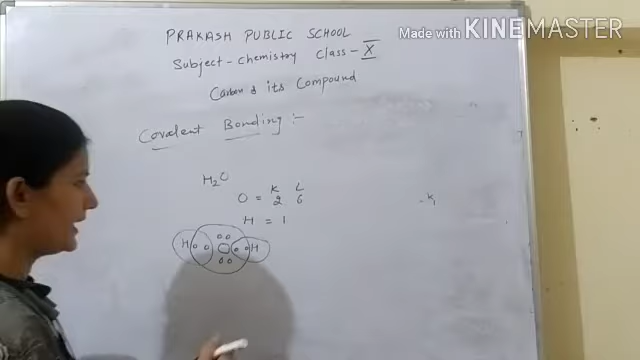 Made with KINEMASTER
PRAKASH PUBLIC SCHOOL
Subject - Chemistry Class - X
Carbon & its Compound
Covalent Bonding :-
H₂O
K L
O = 2 6
H = 1
H O H